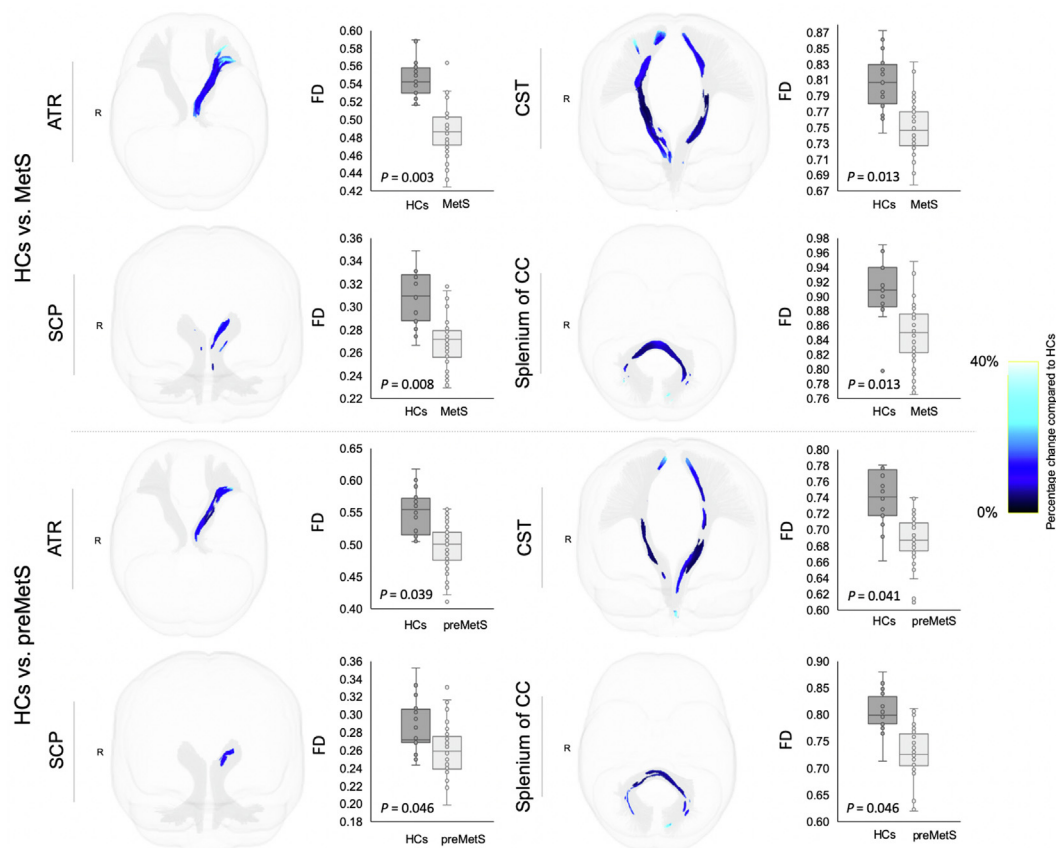 HCs vs. MetS
ATR
R
FD
0.60
0.58
0.56
0.54
0.52
0.50
0.48
0.46
0.44
0.42
P = 0.003
HCs MetS
CST
R
FD
0.87
0.85
0.83
0.81
0.79
0.77
0.75
0.73
0.71
0.69
0.67
P = 0.013
HCs MetS
SCP
R
FD
0.36
0.34
0.32
0.30
0.28
0.26
0.24
0.22
P = 0.008
HCs MetS
Splenium of CC
R
FD
0.98
0.96
0.94
0.92
0.90
0.88
0.86
0.84
0.82
0.80
0.78
0.76
P = 0.013
HCs MetS
40%
0%
Percentage change compared to HCs
HCs vs. preMetS
ATR
R
FD
0.65
0.60
0.55
0.50
0.45
0.40
P = 0.039
HCs preMetS
CST
R
FD
0.80
0.78
0.76
0.74
0.72
0.70
0.68
0.66
0.64
0.62
0.60
P = 0.041
HCs preMetS
SCP
R
FD
0.36
0.34
0.32
0.30
0.28
0.26
0.24
0.22
0.20
0.18
P = 0.046
HCs preMetS
Splenium of CC
R
FD
0.90
0.85
0.80
0.75
0.70
0.65
0.60
P = 0.046
HCs preMetS